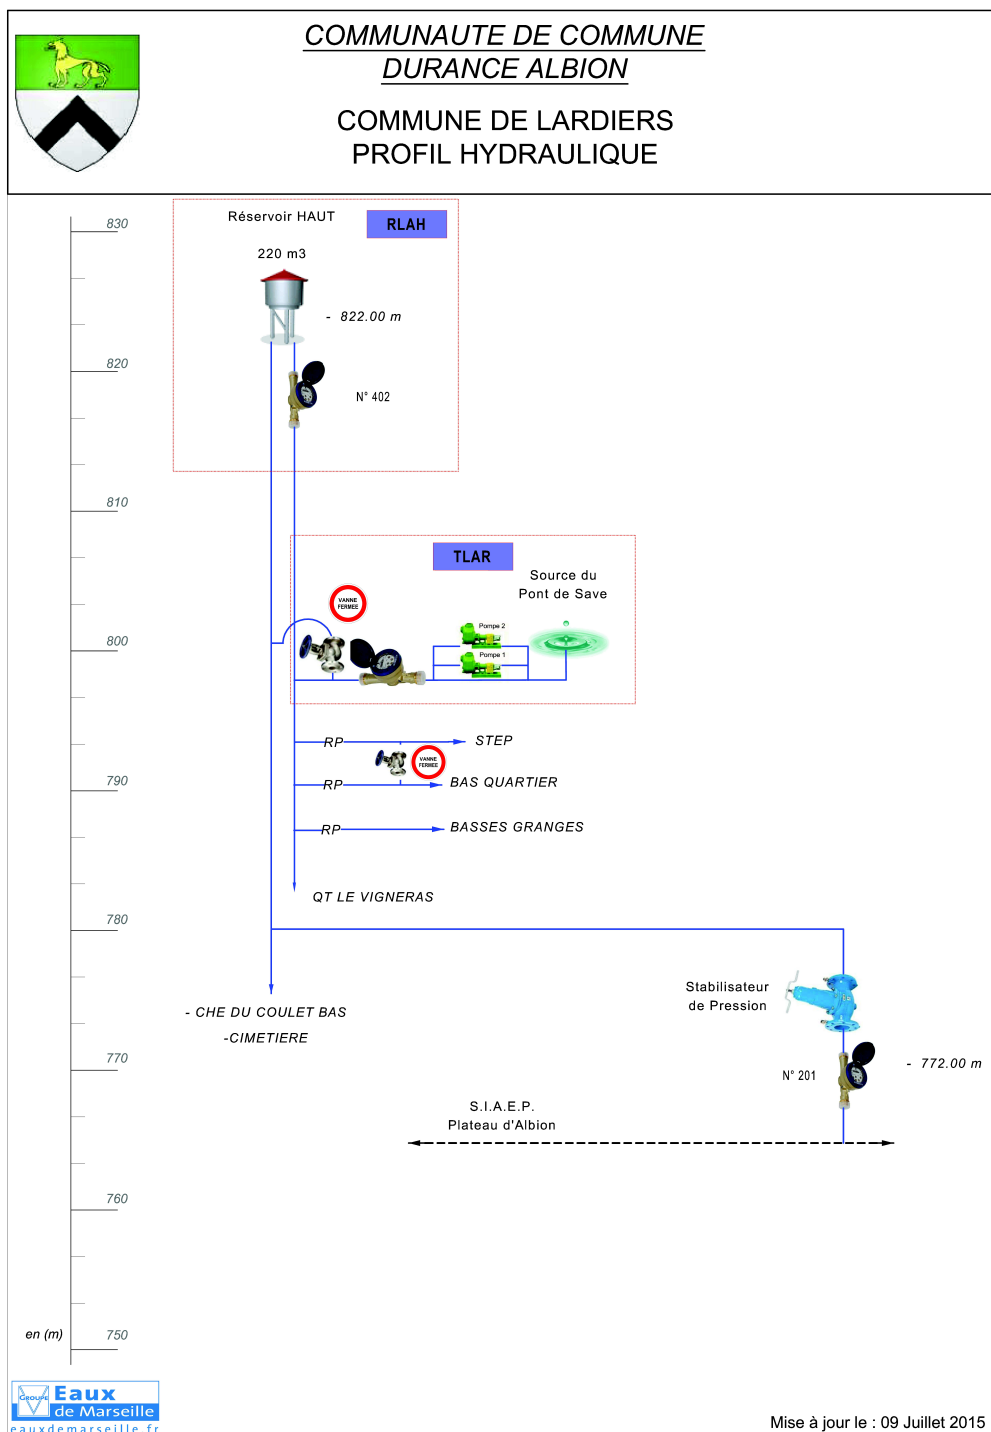 COMMUNAUTE DE COMMUNE
DURANCE ALBION
COMMUNE DE LARDIERS
PROFIL HYDRAULIQUE
830
Réservoir HAUT
RLAH
220 m3
- 822.00 m
820
N° 402
810
TLAR
Source du
Pont de Save
VANNE
FERMEE
Pompe 2
800
Pompe 1
RP
STEP
VANNE
FERMEE
790
RP
BAS QUARTIER
RP
BASSES GRANGES
QT LE VIGNERAS
780
Stabilisateur
de Pression
- CHE DU COULET BAS
-CIMETIERE
770
N° 201
- 772.00 m
S.I.A.E.P.
Plateau d'Albion
760
en (m)
750
GROUPE
Eaux
de Marseille
eauxdemarseille.fr
Mise à jour le : 09 Juillet 2015